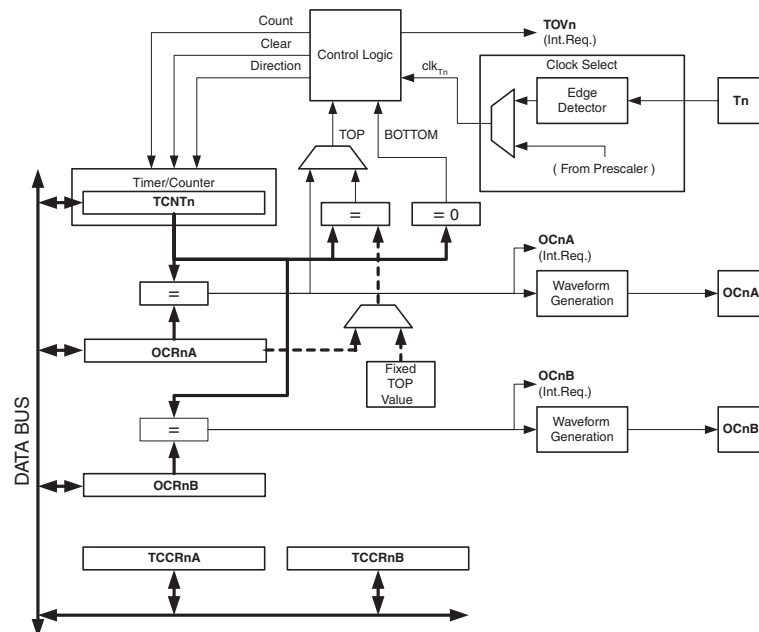 Count
Clear
Direction
Control Logic
TOVn
(Int.Req.)
clkTn
Clock Select
Edge
Detector
Tn
( From Prescaler )
TOP
BOTTOM
Timer/Counter
TCNTn
=
= 0
OCnA
(Int.Req.)
=
Waveform
Generation
OCnA
OCRnA
Fixed
TOP
Value
OCnB
(Int.Req.)
=
Waveform
Generation
OCnB
OCRnB
DATA BUS
TCCRnA
TCCRnB